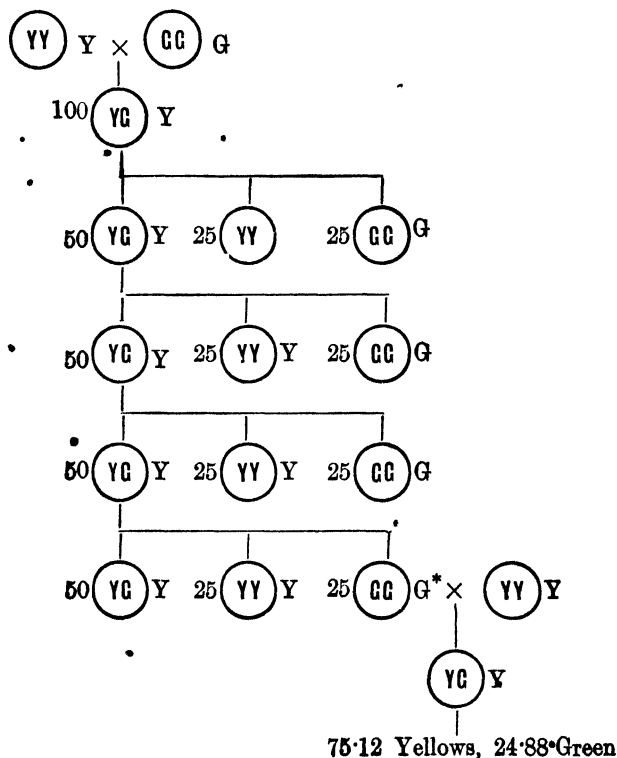 YY Y × GG G
100 YG Y
50 YG Y 25 YY 25 GG G
50 YG Y 25 YY Y 25 GG G
50 YG Y 25 YY Y 25 GG G
50 YG Y 25 YY Y 25 GG G* × YY Y
YG Y
75·12 Yellows, 24·88 Green